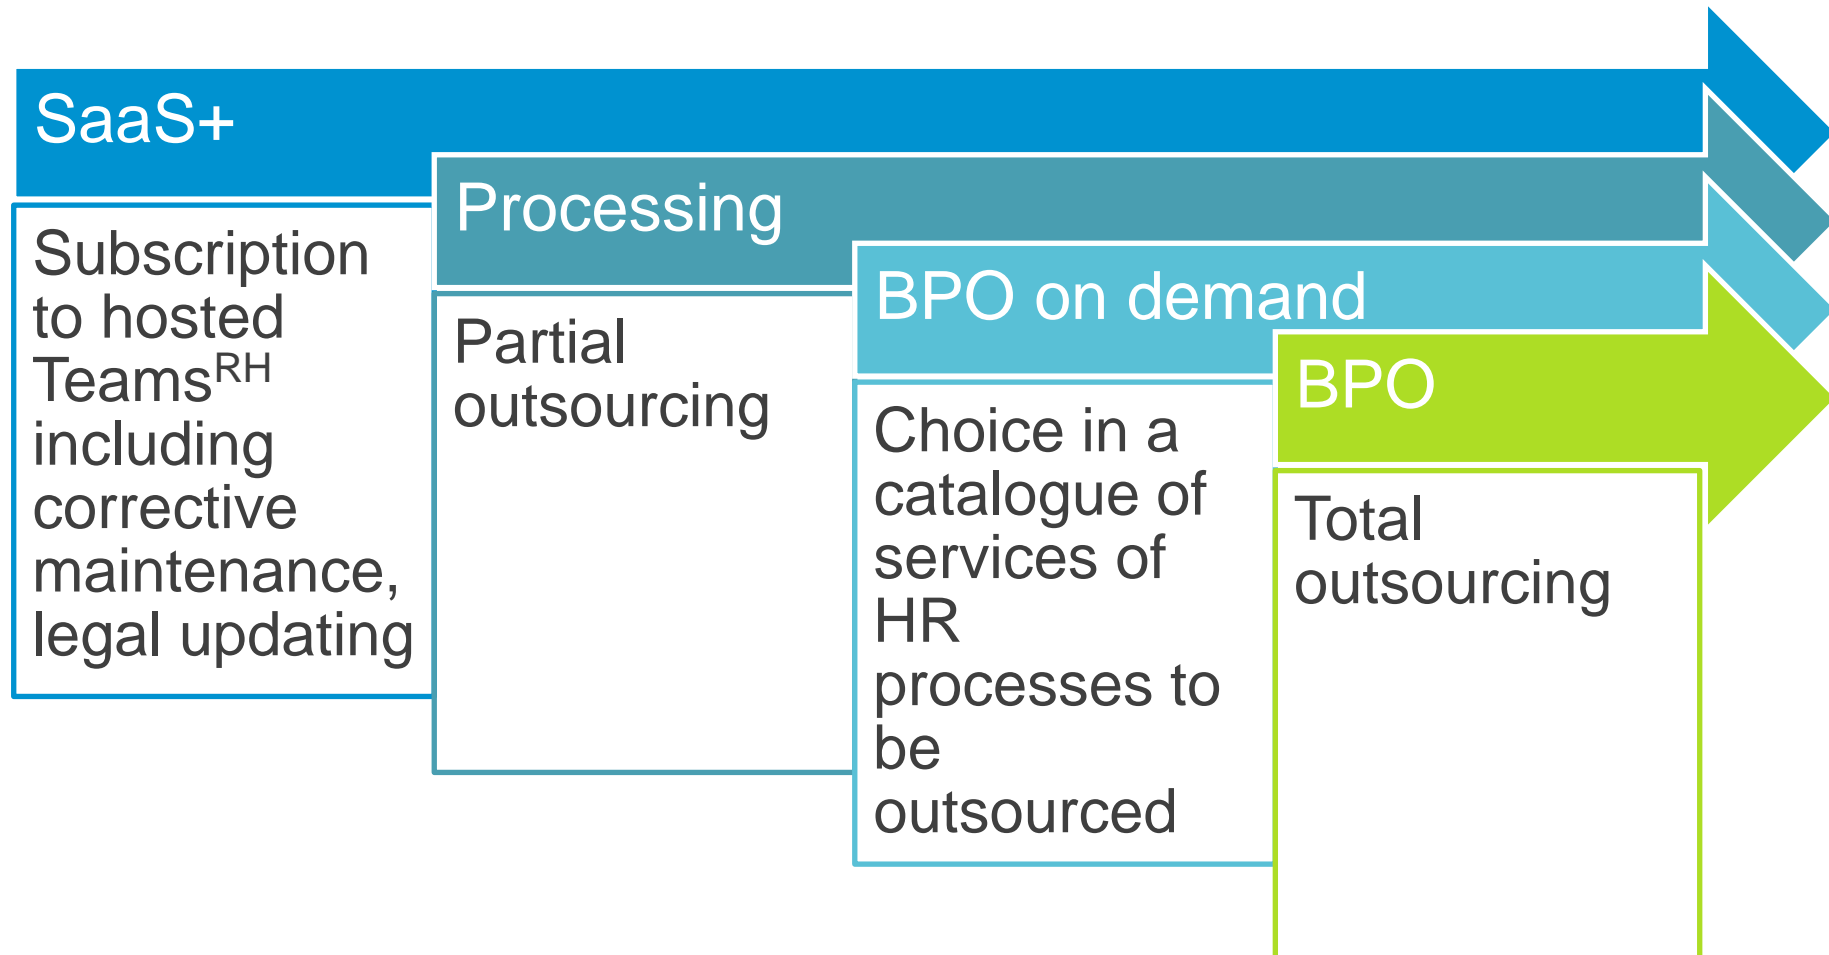 SaaS+
Subscription
to hosted
Teamsᴿᴴ
including
corrective
maintenance,
legal updating
Processing
Partial
outsourcing
BPO on demand
Choice in a
catalogue of
services of
HR
processes to
be
outsourced
BPO
Total
outsourcing